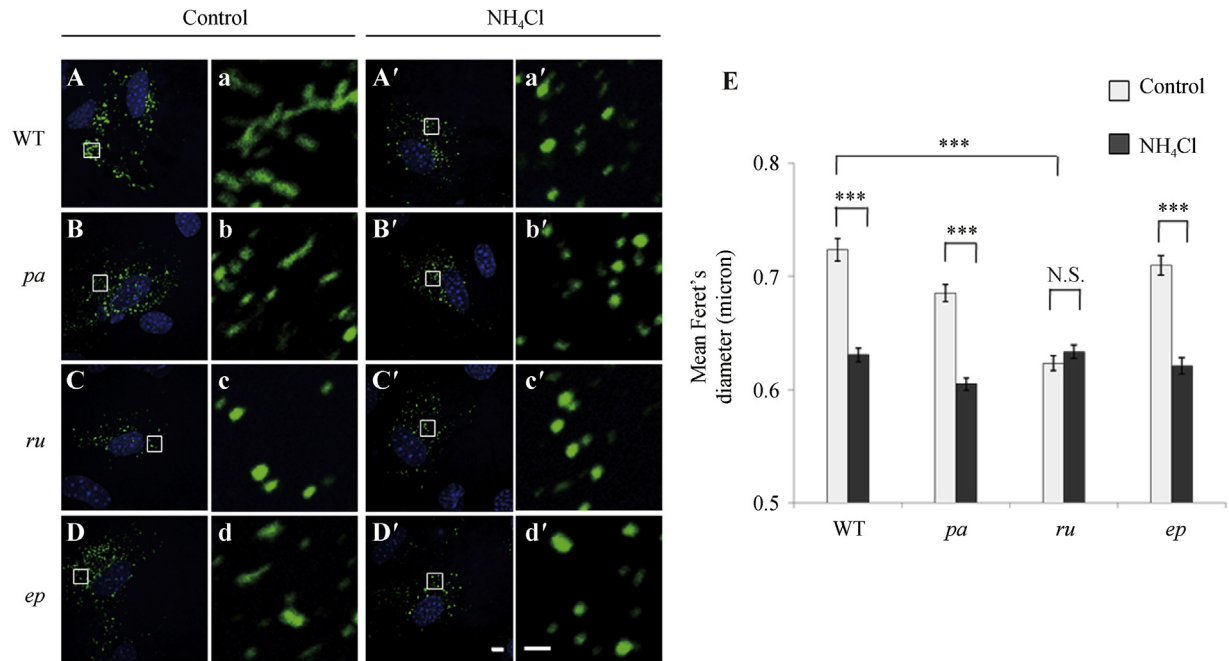 Control NH₄Cl
A a A′ a′
WT
B b B′ b′
pa
C c C′ c′
ru
D d D′ d′
ep
E
Control
NH₄Cl
Mean Feret's
diameter (micron)
0.8
0.7
0.6
0.5
***
***
***
N.S.
***
WT pa ru ep